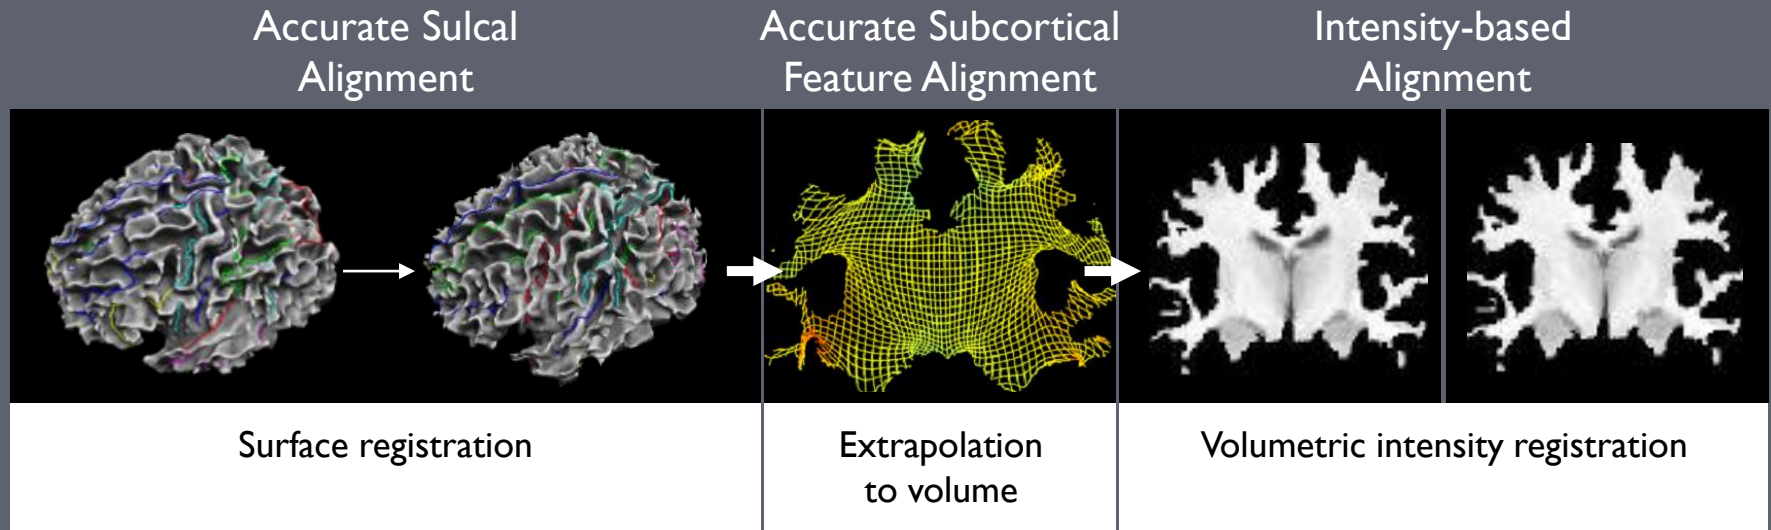 Accurate Sulcal
Alignment
Accurate Subcortical
Feature Alignment
Intensity-based
Alignment
Surface registration
Extrapolation
to volume
Volumetric intensity registration